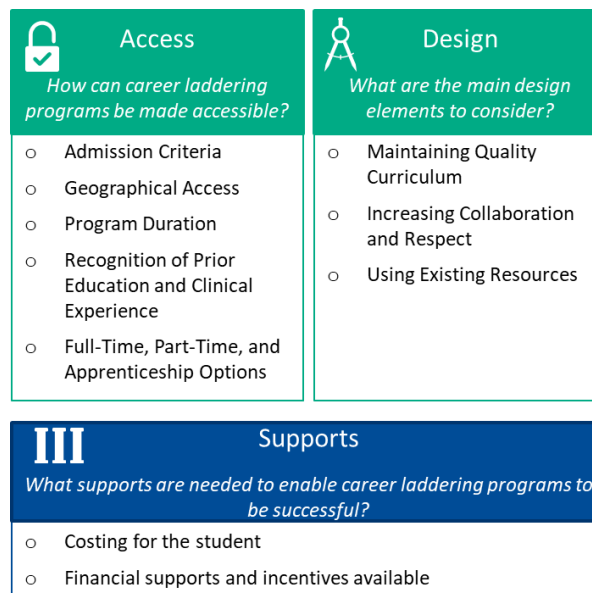 Access
How can career laddering
programs be made accessible?
o Admission Criteria
o Geographical Access
o Program Duration
o Recognition of Prior
Education and Clinical
Experience
o Full-Time, Part-Time, and
Apprenticeship Options
Design
What are the main design
elements to consider?
o Maintaining Quality
Curriculum
o Increasing Collaboration
and Respect
o Using Existing Resources
Supports
What supports are needed to enable career laddering programs to
be successful?
o Costing for the student
o Financial supports and incentives available